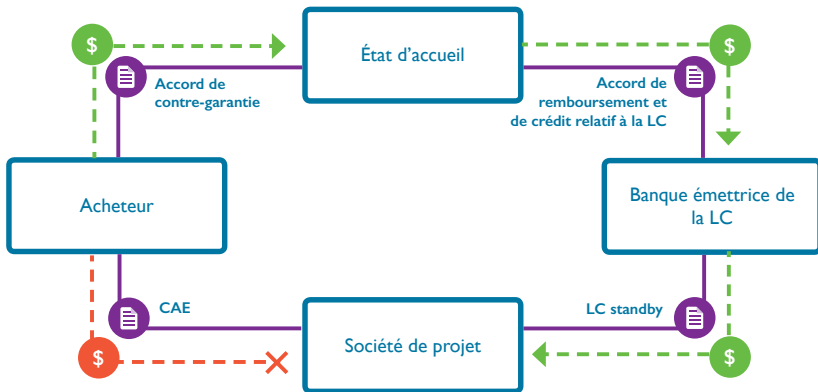 $
$
État d’accueil
Accord de
contre-garantie
Accord de
remboursement et
de crédit relatif à la LC
Acheteur
Banque émettrice de
la LC
CAE
LC standby
Société de projet
$
$